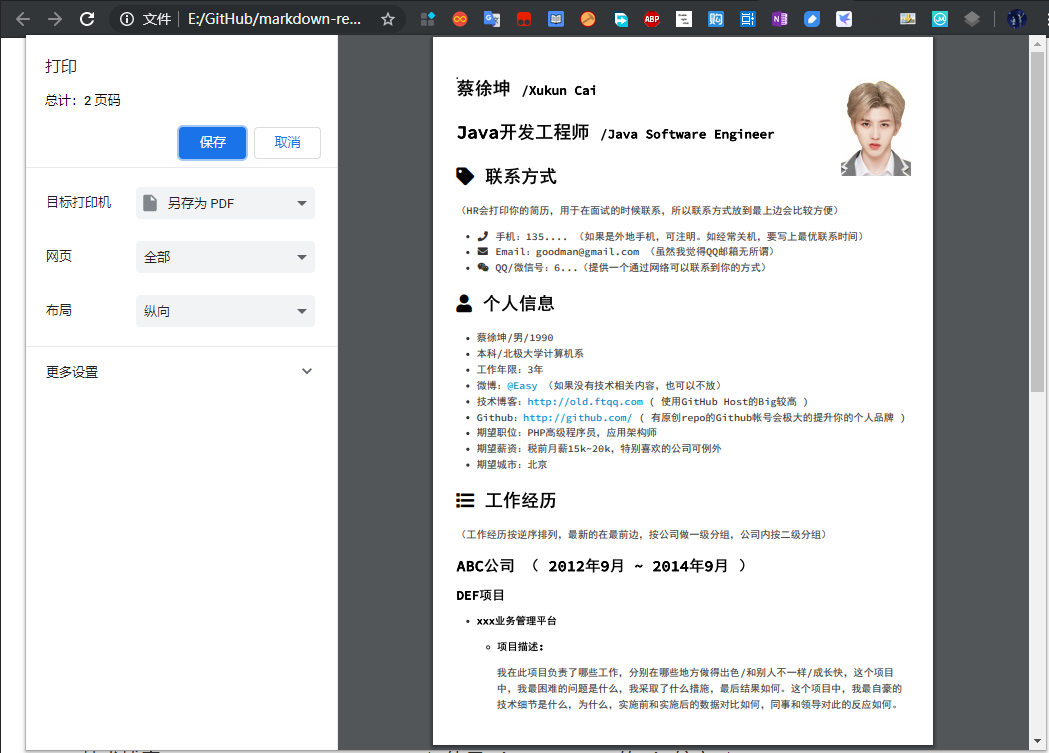 文件
E:/GitHub/markdown-re...
打印
总计：2 页码
保存
取消
目标打印机
另存为 PDF
网页
全部
布局
纵向
更多设置
蔡徐坤 /Xukun Cai
Java开发工程师 /Java Software Engineer
联系方式
（HR会打印你的简历，用于在面试的时候联系，所以联系方式放到最上边会比较方便）
手机：135.... （如果是外地手机，可注明。如经常关机，要写上最优联系时间）
Email：goodman@gmail.com （虽然我觉得QQ邮箱无所谓）
QQ/微信号：6...（提供一个通过网络可以联系到你的方式）
个人信息
蔡徐坤/男/1990
本科/北极大学计算机系
工作年限：3年
微博：@Easy （如果没有技术相关内容，也可以不放）
技术博客：http://old.ftqq.com ( 使用GitHub Host的Big较高 )
Github：http://github.com/ ( 有原创repo的Github帐号会极大的提升你的个人品牌 )
期望职位：PHP高级程序员，应用架构师
期望薪资：税前月薪15k~20k，特别喜欢的公司可例外
期望城市：北京
工作经历
（工作经历按逆序排列，最新的在最前边，按公司做一级分组，公司内按二级分组）
ABC公司 （ 2012年9月 ~ 2014年9月 ）
DEF项目
xxx业务管理平台
项目描述：
我在此项目负责了哪些工作，分别在哪些地方做得出色/和别人不一样/成长快，这个项目
中，我最困难的问题是什么，我采取了什么措施，最后结果如何。这个项目中，我最自豪的
技术细节是什么，为什么，实施前和实施后的数据对比如何，同事和领导对此的反应如何。